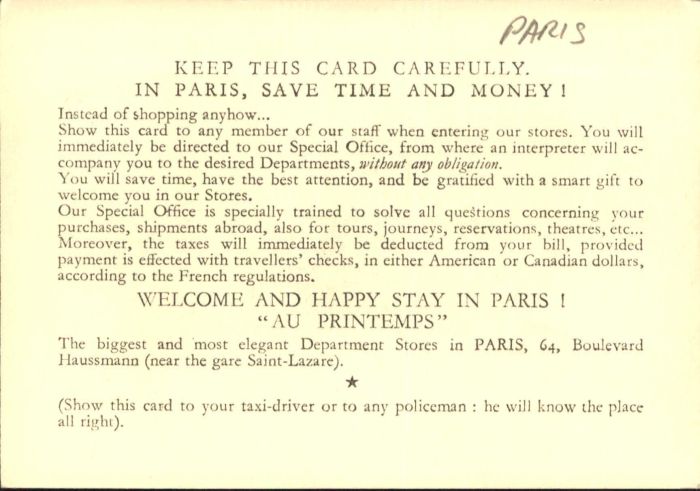 PARIS
KEEP THIS CARD CAREFULLY.
IN PARIS, SAVE TIME AND MONEY !
Instead of shopping anyhow...
Show this card to any member of our staff when entering our stores. You will
immediately be directed to our Special Office, from where an interpreter will ac-
company you to the desired Departments, without any obligation.
You will save time, have the best attention, and be gratified with a smart gift to
welcome you in our Stores.
Our Special Office is specially trained to solve all questions concerning your
purchases, shipments abroad, also for tours, journeys, reservations, theatres, etc...
Moreover, the taxes will immediately be deducted from your bill, provided
payment is effected with travellers' checks, in either American or Canadian dollars,
according to the French regulations.
WELCOME AND HAPPY STAY IN PARIS !
“AU PRINTEMPS”
The biggest and most elegant Department Stores in PARIS, 64, Boulevard
Haussmann (near the gare Saint-Lazare).
★
(Show this card to your taxi-driver or to any policeman : he will know the place
all right).